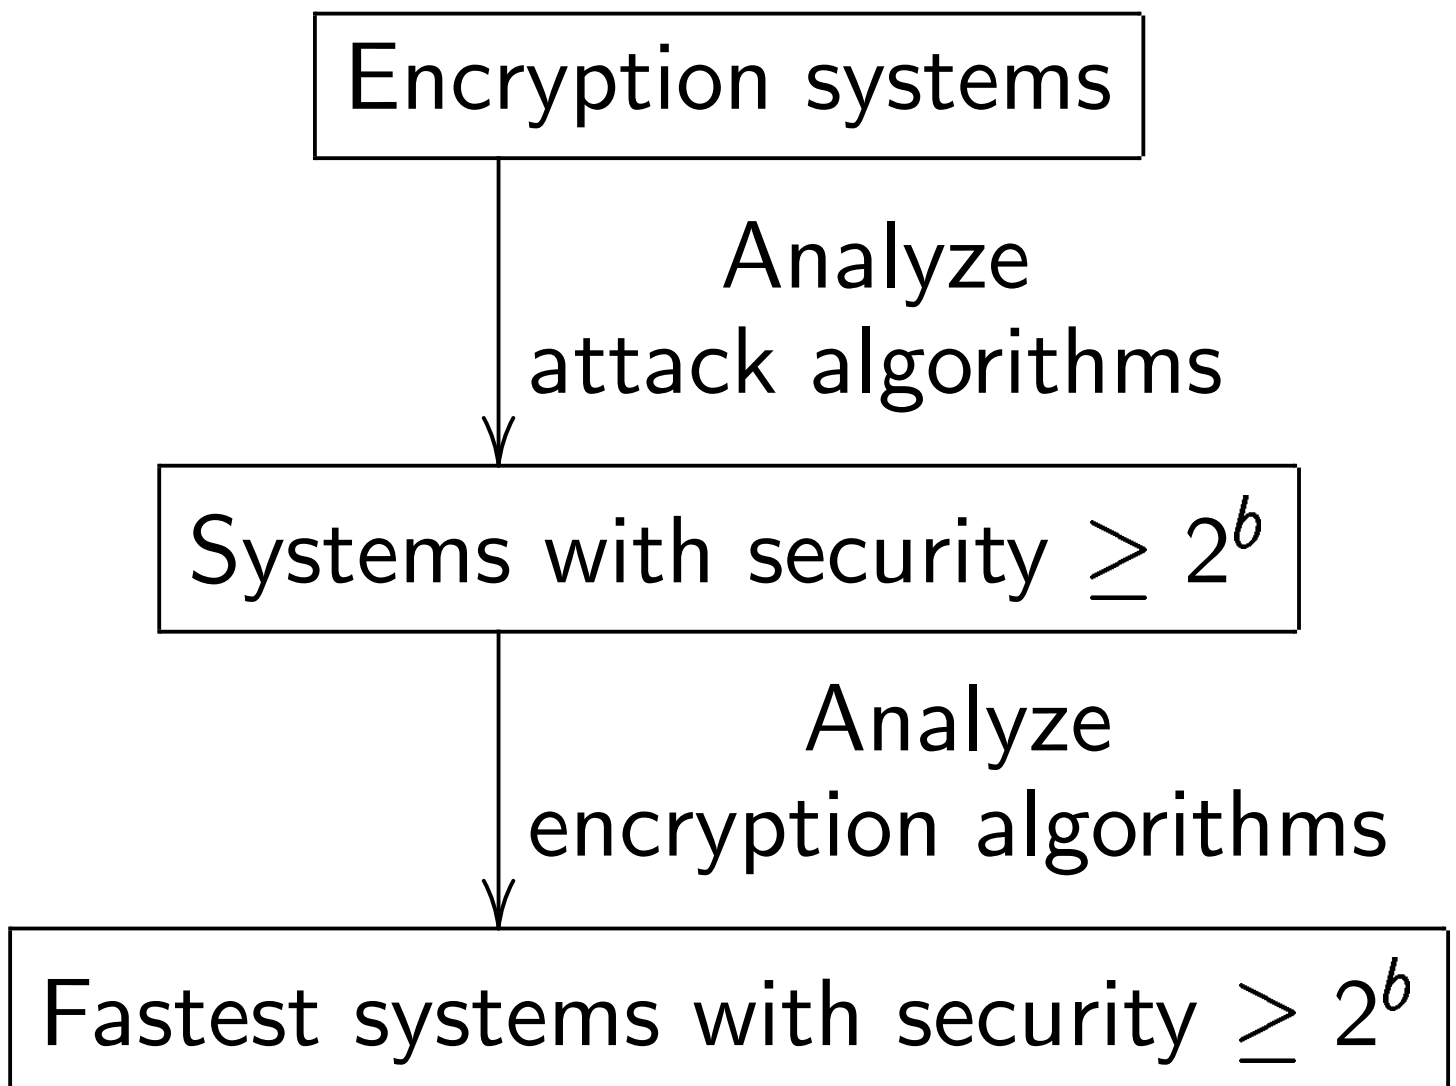 Encryption systems
Analyze
attack algorithms
Systems with security ≥ 2^b
Analyze
encryption algorithms
Fastest systems with security ≥ 2^b